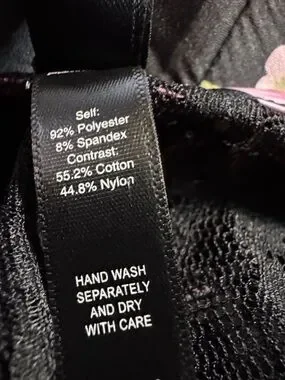 Self:
92% Polyester
8% Spandex
Contrast:
55.2% Cotton
44.8% Nylon
HAND WASH
SEPARATELY
AND DRY
WITH CARE